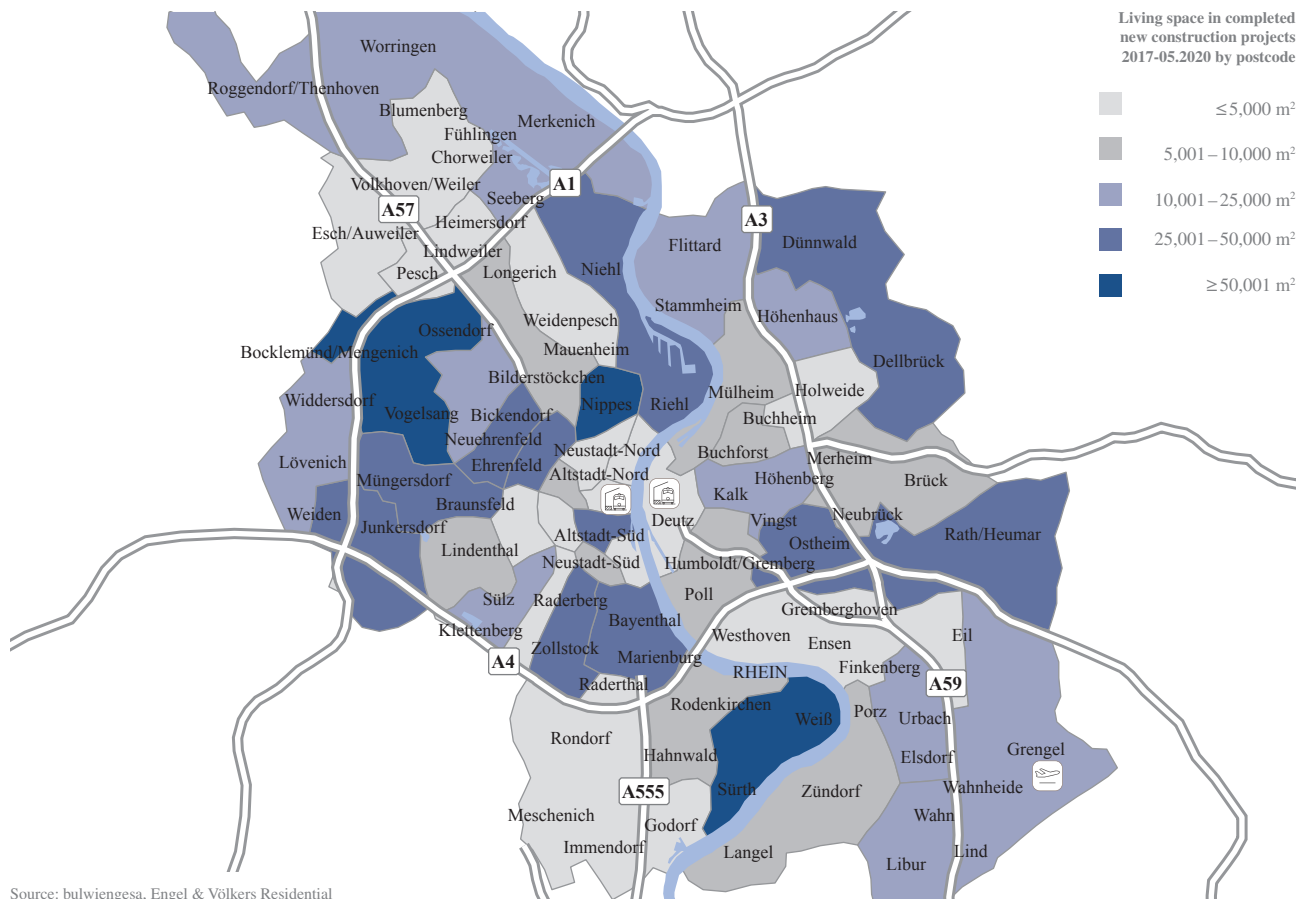 Living space in completed
new construction projects
2017-05.2020 by postcode
≤5,000 m²
5,001–10,000 m²
10,001–25,000 m²
25,001–50,000 m²
≥50,001 m²
Worringen
Roggendorf/Thenhoven
Blumenberg
Merkenich
Fühlingen
Chorweiler
Volkhoven/Weiler
A1
Seeberg
A57
Heimersdorf
A3
Esch/Auweiler
Flittard
Dünnwald
Lindweiler
Pesch
Longerich
Niehl
Stammheim
Höhenhaus
Weidenpesch
Ossendorf
Bocklemünd/Mengenich
Mauenheim
Dellbrück
Bilderstöckchen
Mülheim
Holweide
Widdersdorf
Nippes
Riehl
Vogelsang
Bickendorf
Buchheim
Neuehrenfeld
Neustadt-Nord
Buchforst
Merheim
Lövenich
Ehrenfeld
Altstadt-Nord
Höhenberg
Brück
Müngersdorf
Kalk
Braunsfeld
Weiden
Junkersdorf
Deutz
Vingst
Neubrück
Altstadt-Süd
Rath/Heumar
Lindenthal
Ostheim
Neustadt-Süd
Humboldt/Gremberg
Sülz
Raderberg
Poll
Gremberghoven
Klettenberg
Bayenthal
Westhoven
Ensen
Eil
Zollstock
A4
Marienburg
RHEIN
Finkenberg
A59
Raderthal
Rodenkirchen
Weiß
Porz
Urbach
Rondorf
Hahnwald
Elsdorf
Grengel
A555
Sürth
Zündorf
Wahnheide
Meschenich
Godorf
Wahn
Immendorf
Langel
Libur
Lind
Source: bulwiengesa, Engel & Völkers Residential